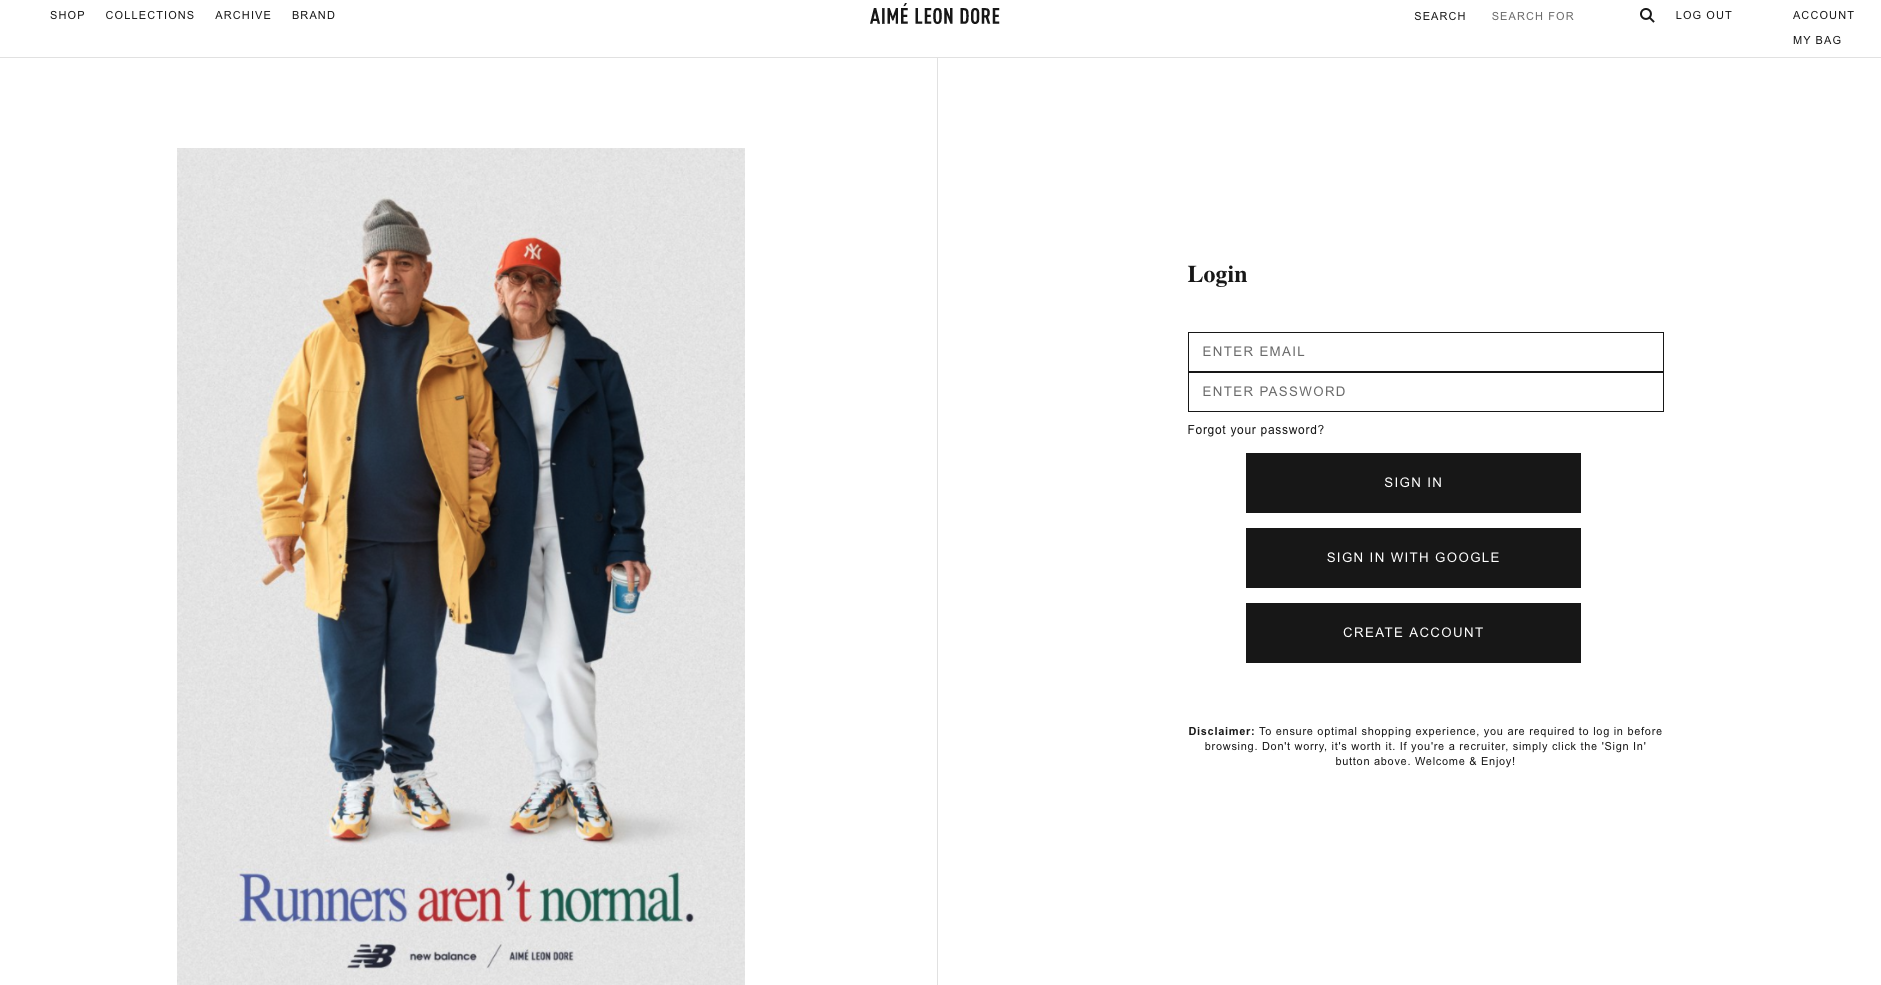 SHOP COLLECTIONS ARCHIVE BRAND
AIMÉ LEON DORE
SEARCH SEARCH FOR LOG OUT ACCOUNT
MY BAG
NY
Runners aren't normal.
NB new balance / AIMÉ LEON DORE
Login
ENTER EMAIL
ENTER PASSWORD
Forgot your password?
SIGN IN
SIGN IN WITH GOOGLE
CREATE ACCOUNT
Disclaimer: To ensure optimal shopping experience, you are required to log in before
browsing. Don't worry, it's worth it. If you're a recruiter, simply click the 'Sign In'
button above. Welcome & Enjoy!